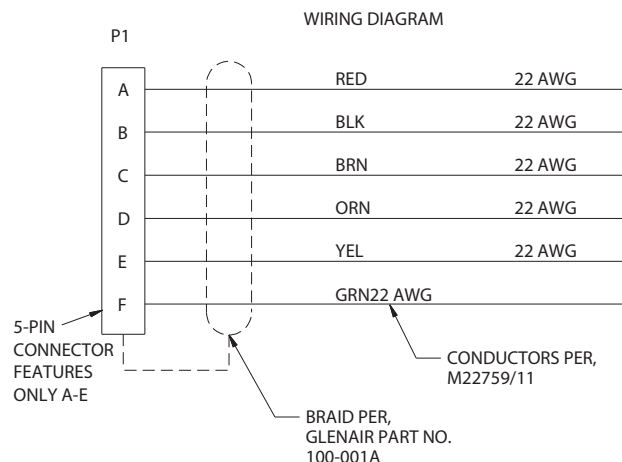 WIRING DIAGRAM
P1
A RED 22 AWG
B BLK 22 AWG
C BRN 22 AWG
D ORN 22 AWG
E YEL 22 AWG
F GRN22 AWG
5-PIN
CONNECTOR
FEATURES
ONLY A-E
CONDUCTORS PER,
M22759/11
BRAID PER,
GLENAIR PART NO.
100-001A